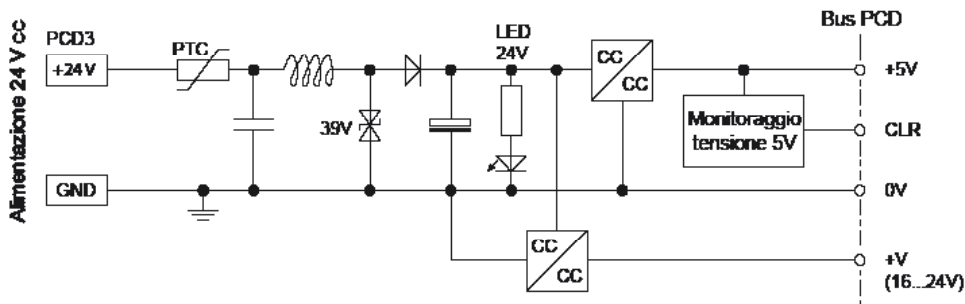 Alimentazione 24 V cc
PCD3
+24V
GND
PTC
39V
LED
24V
CC
CC
CC
CC
Monitoraggio
tensione 5V
Bus PCD
+5V
CLR
0V
+V
(16...24V)